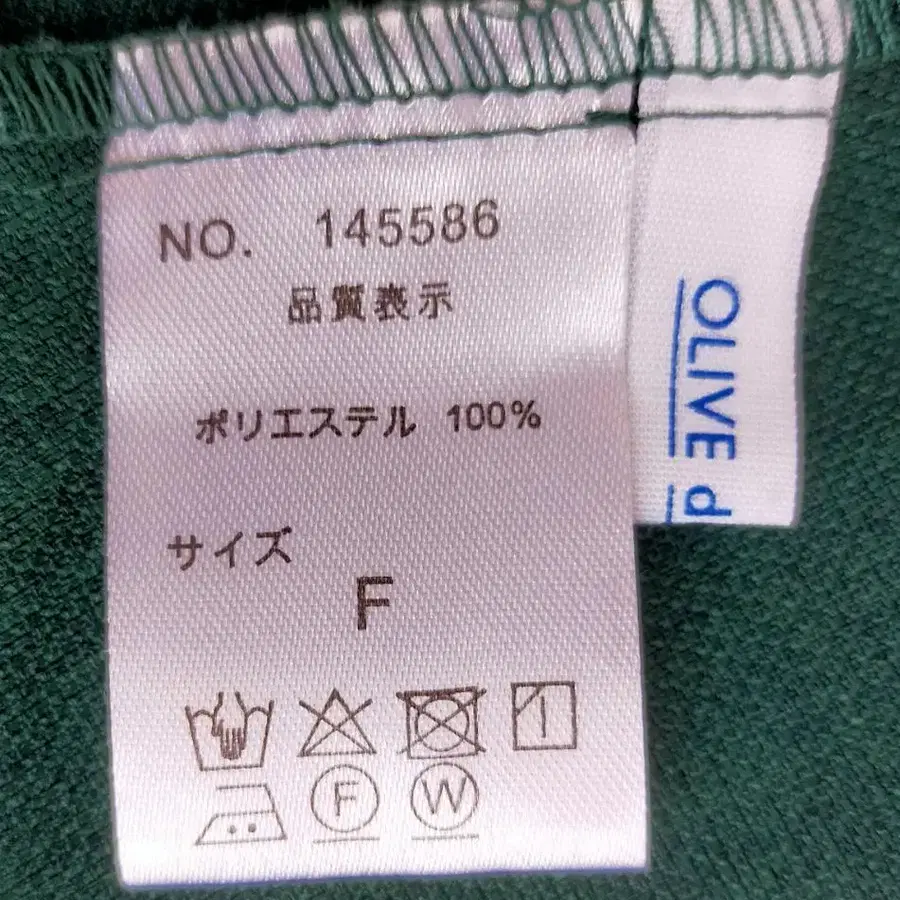 NO. 145586
品質表示
ポリエステル 100%
サイズ
F
F W
OLIVE d